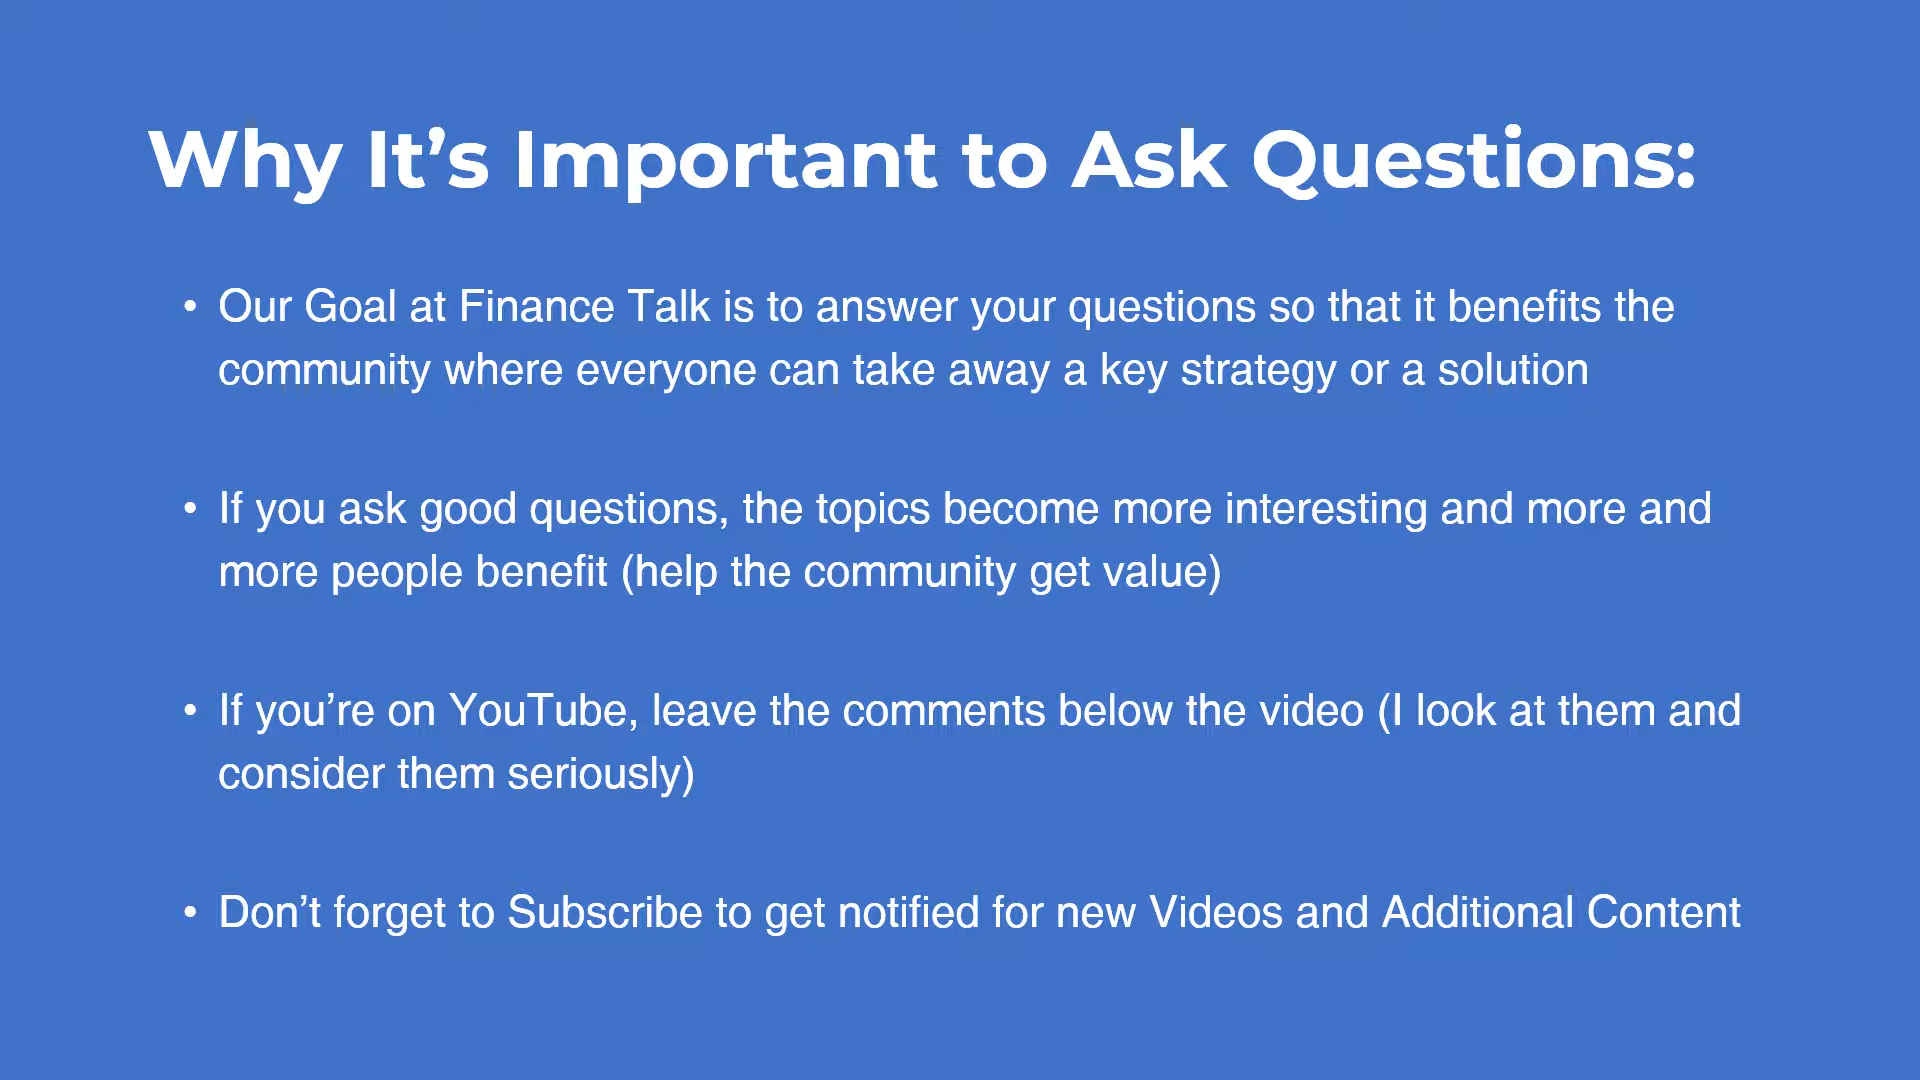 Why It’s Important to Ask Questions:
• Our Goal at Finance Talk is to answer your questions so that it benefits the
community where everyone can take away a key strategy or a solution
• If you ask good questions, the topics become more interesting and more and
more people benefit (help the community get value)
• If you’re on YouTube, leave the comments below the video (I look at them and
consider them seriously)
• Don’t forget to Subscribe to get notified for new Videos and Additional Content